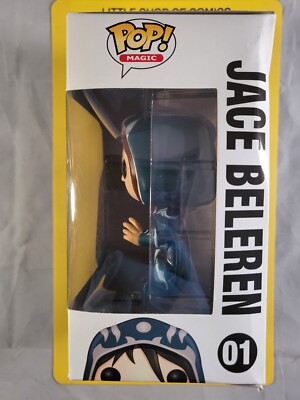 LITTLE SHOP OF COMICS
POP!
MAGIC
JACE BELEREN
01